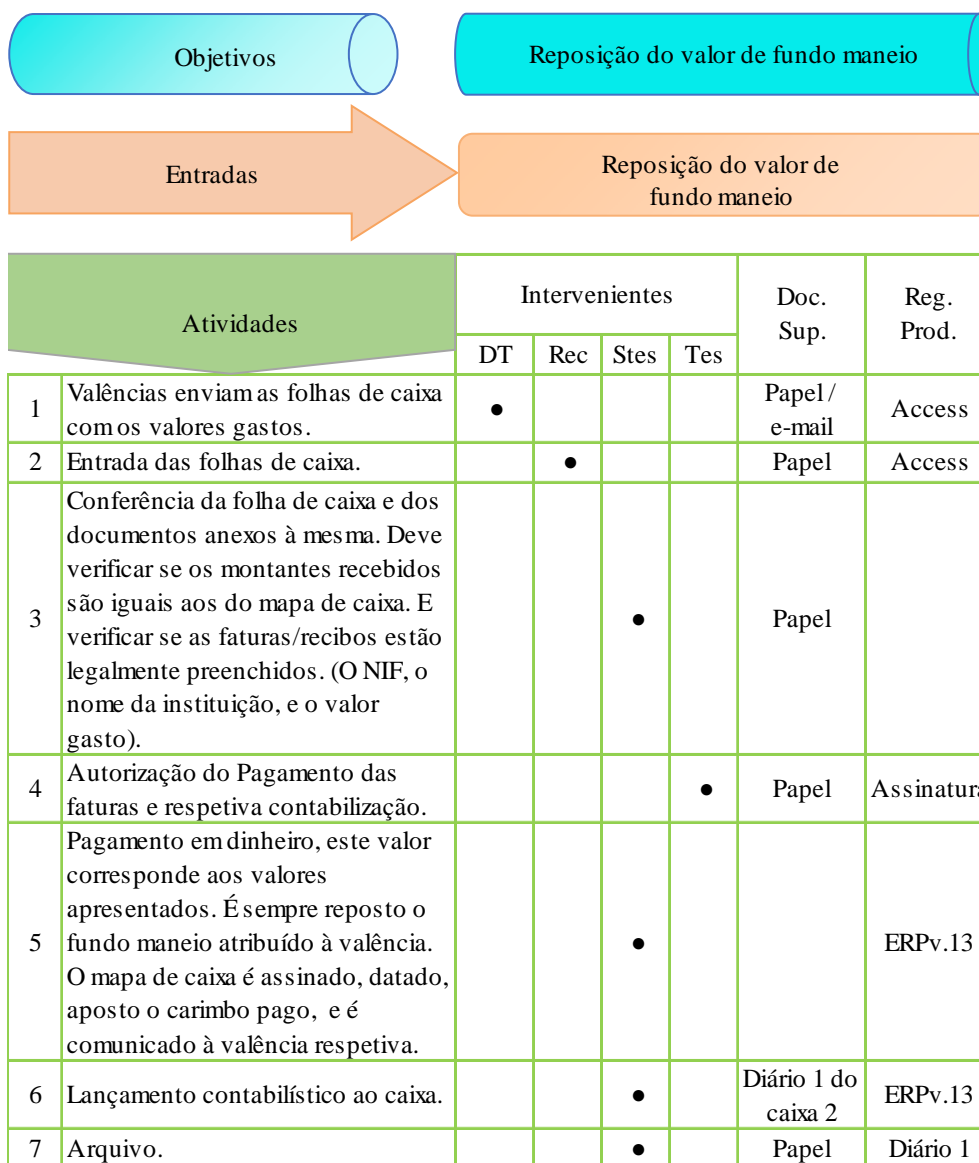 Objetivos
Reposição do valor de fundo maneio
Entradas
Reposição do valor de
fundo maneio
Atividades
Intervenientes
Doc.
Sup.
Reg.
Prod.
DT Rec Stes Tes
1
Valências enviam as folhas de caixa
com os valores gastos.
●
Papel /
e-mail
Access
2 Entrada das folhas de caixa. ● Papel Access
3
Conferência da folha de caixa e dos
documentos anexos à mesma. Deve
verificar se os montantes recebidos
são iguais aos do mapa de caixa. E
verificar se as faturas/recibos estão
legalmente preenchidos. (O NIF, o
nome da instituição, e o valor
gasto).
●
Papel
4
Autorização do Pagamento das
faturas e respetiva contabilização.
●
Papel
Assinatura
5
Pagamento em dinheiro, este valor
corresponde aos valores
apresentados. É sempre reposto o
fundo maneio atribuído à valência.
O mapa de caixa é assinado, datado,
aposto o carimbo pago, e é
comunicado à valência respetiva.
●
ERPv.13
6 Lançamento contabilístico ao caixa. ●
Diário 1 do
caixa 2
ERPv.13
7 Arquivo. ● Papel Diário 1